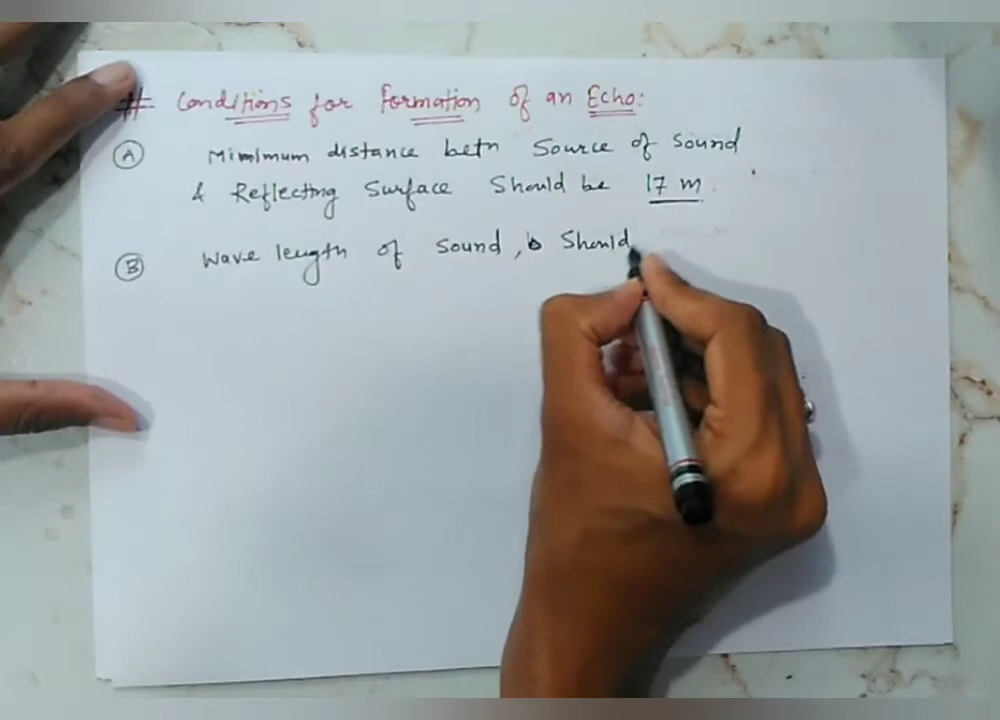 # Conditions for formation of an Echo:
A Mimimum distance betn Source of sound
& Reflecting Surface Should be 17 m.
B Wave length of sound, Should